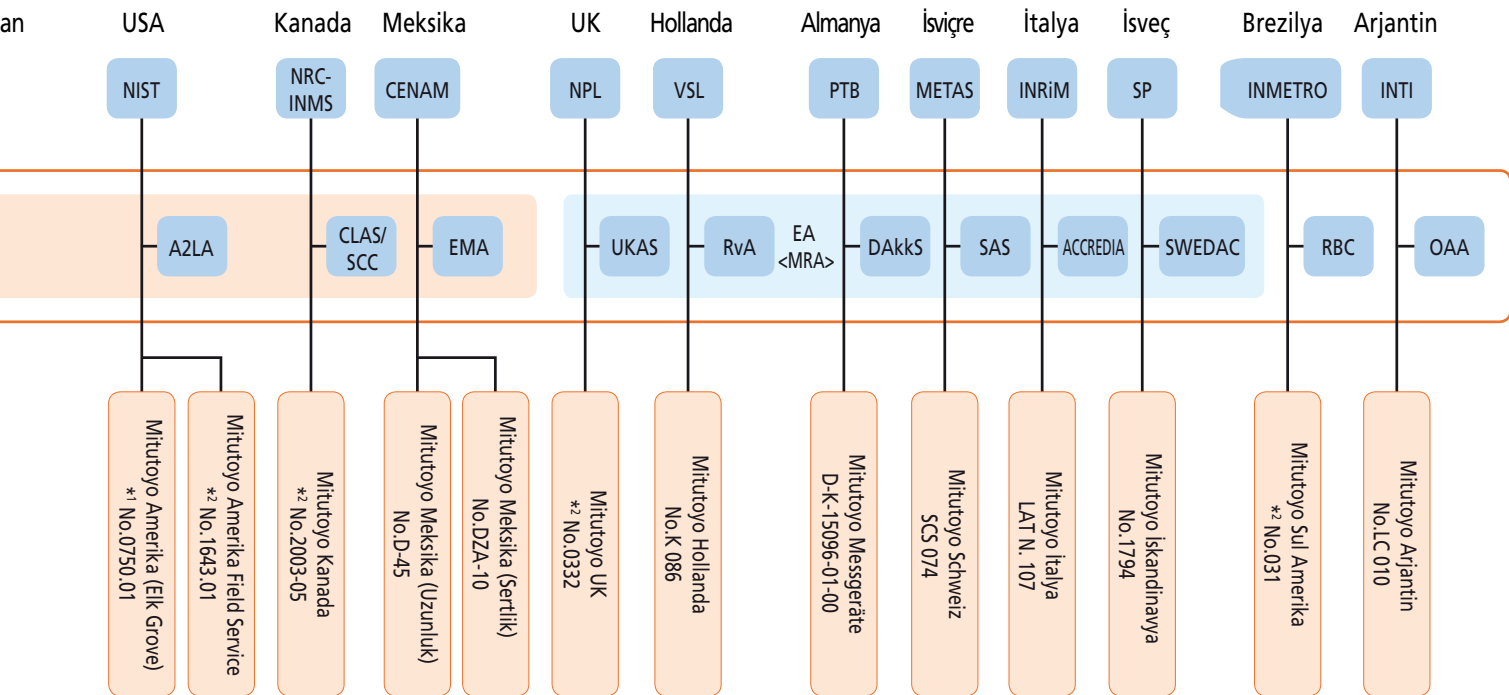 an
USA
Kanada
Meksika
UK
Hollanda
Almanya
İsviçre
İtalya
İsveç
Brezilya
Arjantin
NIST
NRC-
INMS
CENAM
NPL
VSL
PTB
METAS
INRiM
SP
INMETRO
INTI
A2LA
CLAS/
SCC
EMA
UKAS
RvA
EA
<MRA>
DAkkS
SAS
ACCREDIA
SWEDAC
RBC
OAA
Mitutoyo Amerika (Elk Grove)
*1 No.0750.01
Mitutoyo Amerika Field Service
*2 No.1643.01
Mitutoyo Kanada
*2 No.2003-05
Mitutoyo Meksika (Uzunluk)
No.D-45
Mitutoyo Meksika (Sertlik)
No.DZA-10
Mitutoyo UK
*2 No.0332
Mitutoyo Hollanda
No.K 086
Mitutoyo Messgeräte
D-K-15096-01-00
Mitutoyo Schweiz
SCS 074
Mitutoyo İtalya
LAT N. 107
Mitutoyo İskandinavya
No.1794
Mitutoyo Sul Amerika
*2 No.031
Mitutoyo Arjantin
No.LC 010